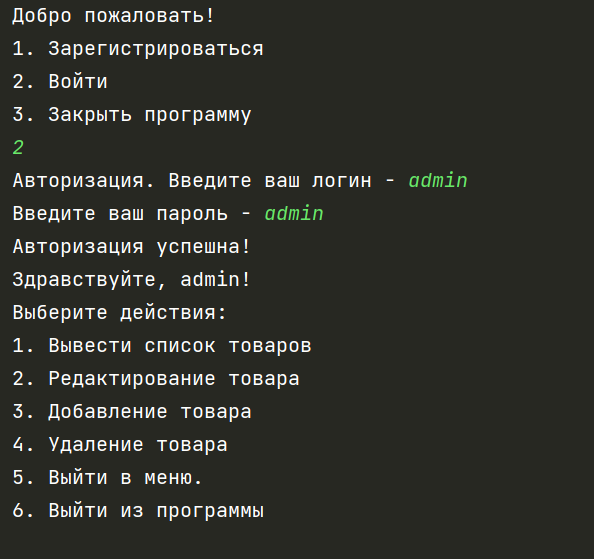 Добро пожаловать!
1. Зарегистрироваться
2. Войти
3. Закрыть программу
2
Авторизация. Введите ваш логин - admin
Введите ваш пароль - admin
Авторизация успешна!
Здравствуйте, admin!
Выберите действия:
1. Вывести список товаров
2. Редактирование товара
3. Добавление товара
4. Удаление товара
5. Выйти в меню.
6. Выйти из программы